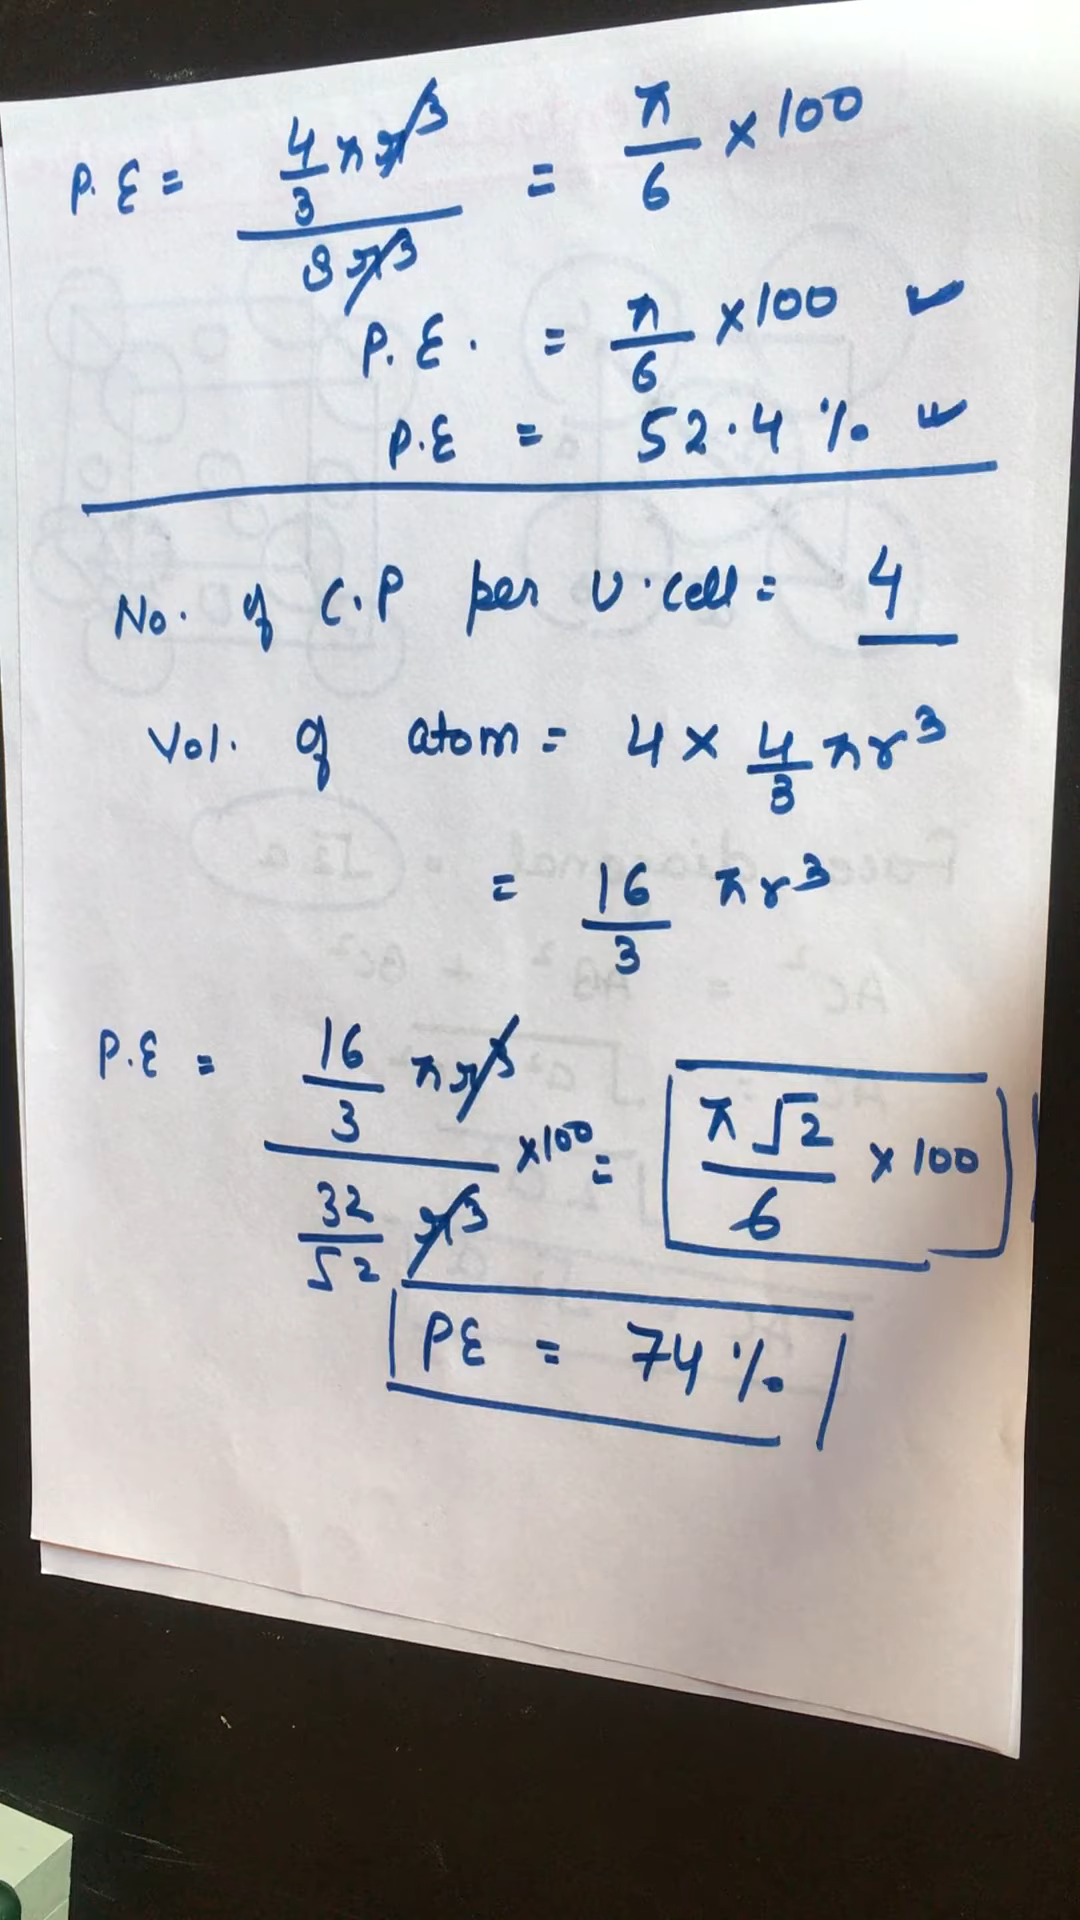 P.E = 4/3 πr³ / 8r³ = π/6 × 100
P.E. = π/6 × 100 ✓
P.E = 52.4 % ✓
No. of C.P per U.cell = 4
Vol. of atom = 4 × 4/3 πr³
= 16/3 πr³
P.E = 16/3 πr³ / 32/√2 r³ ×100 = π√2/6 × 100
PE = 74 %